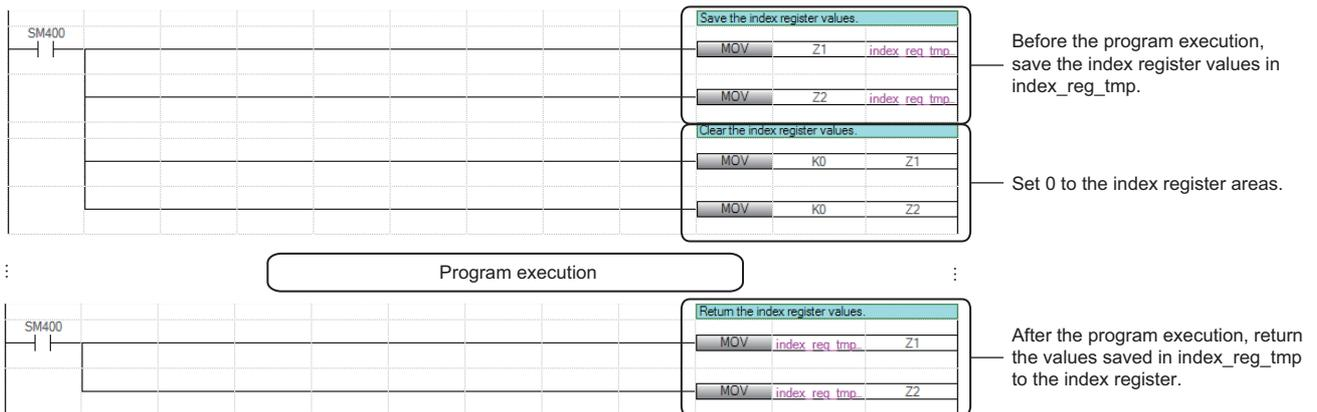 Save the index register values.
SM400
MOV Z1 index_reg_tmp...
Before the program execution,
save the index register values in
index_reg_tmp.
MOV Z2 index_reg_tmp...
Clear the index register values.
MOV K0 Z1
Set 0 to the index register areas.
MOV K0 Z2
Program execution
Return the index register values.
SM400
MOV index_reg_tmp... Z1
After the program execution, return
the values saved in index_reg_tmp
to the index register.
MOV index_reg_tmp... Z2